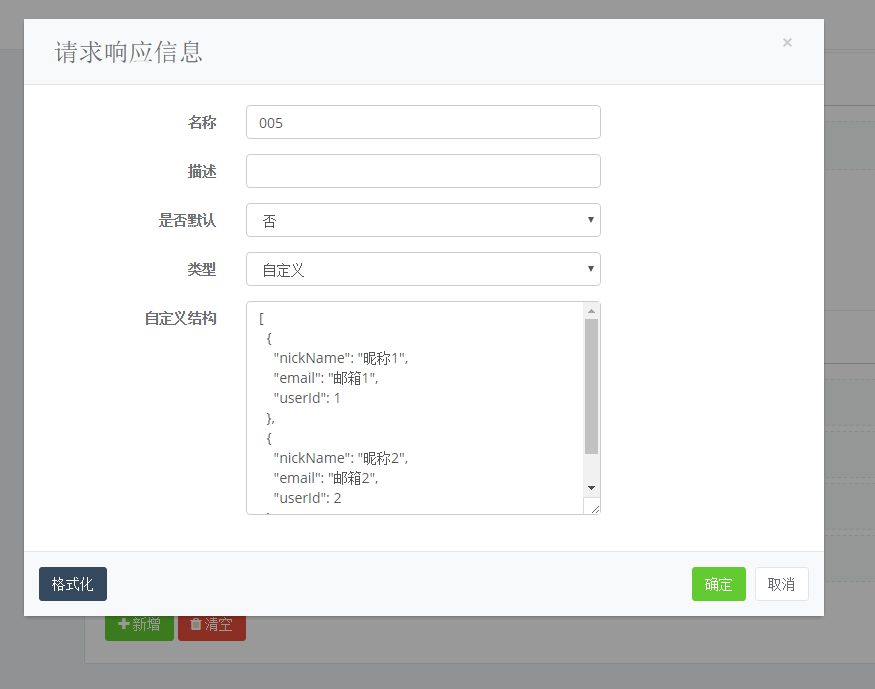 请求响应信息
×
名称
005
描述
是否默认
否
类型
自定义
自定义结构
[
{
"nickName": "昵称1",
"email": "邮箱1",
"userId": 1
},
{
"nickName": "昵称2",
"email": "邮箱2",
"userId": 2
格式化
确定
取消
新增
清空